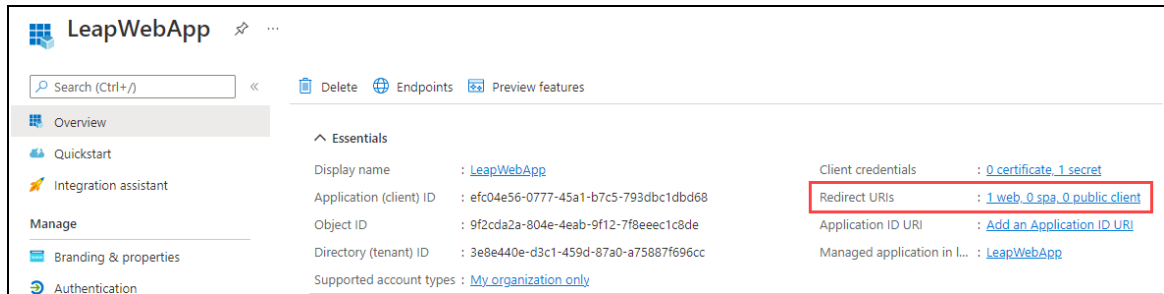 LeapWebApp
Search (Ctrl+/)
Overview
Quickstart
Integration assistant
Manage
Branding & properties
Authentication
Delete Endpoints Preview features
Essentials
Display name : LeapWebApp
Application (client) ID : efc04e56-0777-45a1-b7c5-793dbc1dbd68
Object ID : 9f2cda2a-804e-4eab-9f12-7f8eeec1c8de
Directory (tenant) ID : 3e8e440e-d3c1-459d-87a0-a75887f696cc
Supported account types : My organization only
Client credentials : 0 certificate, 1 secret
Redirect URIs : 1 web, 0 spa, 0 public client
Application ID URI : Add an Application ID URI
Managed application in l... : LeapWebApp